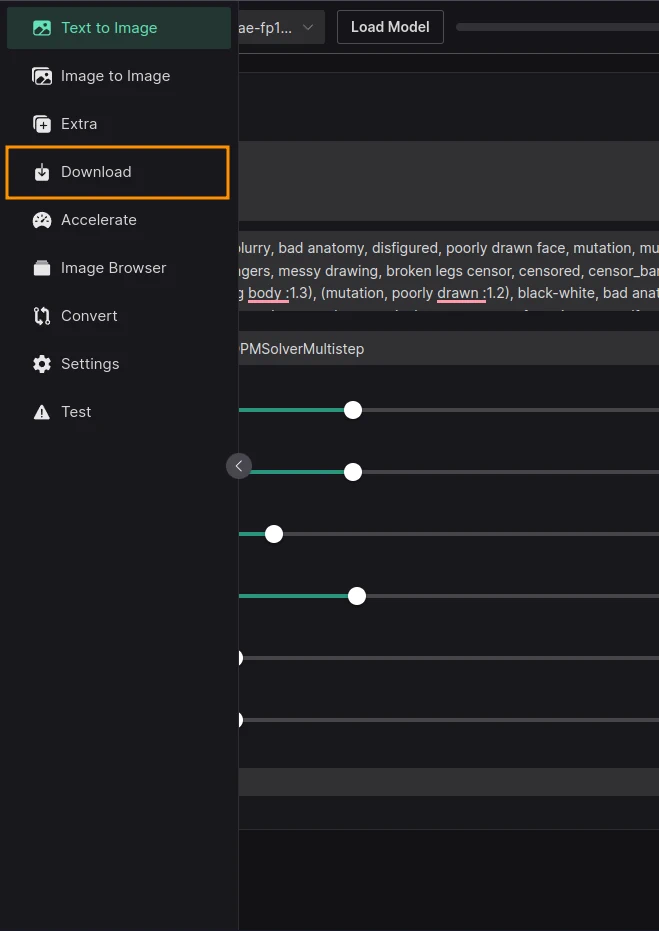 Text to Image
ae-fp1...
Load Model
Image to Image
Extra
Download
Accelerate
Image Browser
Convert
Settings
Test
blurry, bad anatomy, disfigured, poorly drawn face, mutation, mu
ngers, messy drawing, broken legs censor, censored, censor_bar
g body :1.3), (mutation, poorly drawn :1.2), black-white, bad anat
DPMSolverMultistep